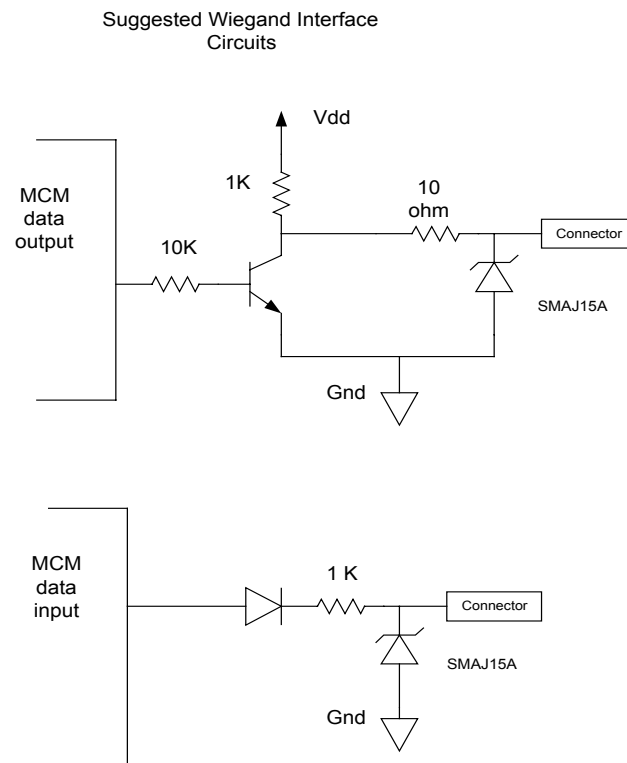 Suggested Wiegand Interface
Circuits
Vdd
1K
10
ohm
MCM
data
output
10K
Connector
SMAJ15A
Gnd
MCM
data
input
1 K
Connector
SMAJ15A
Gnd